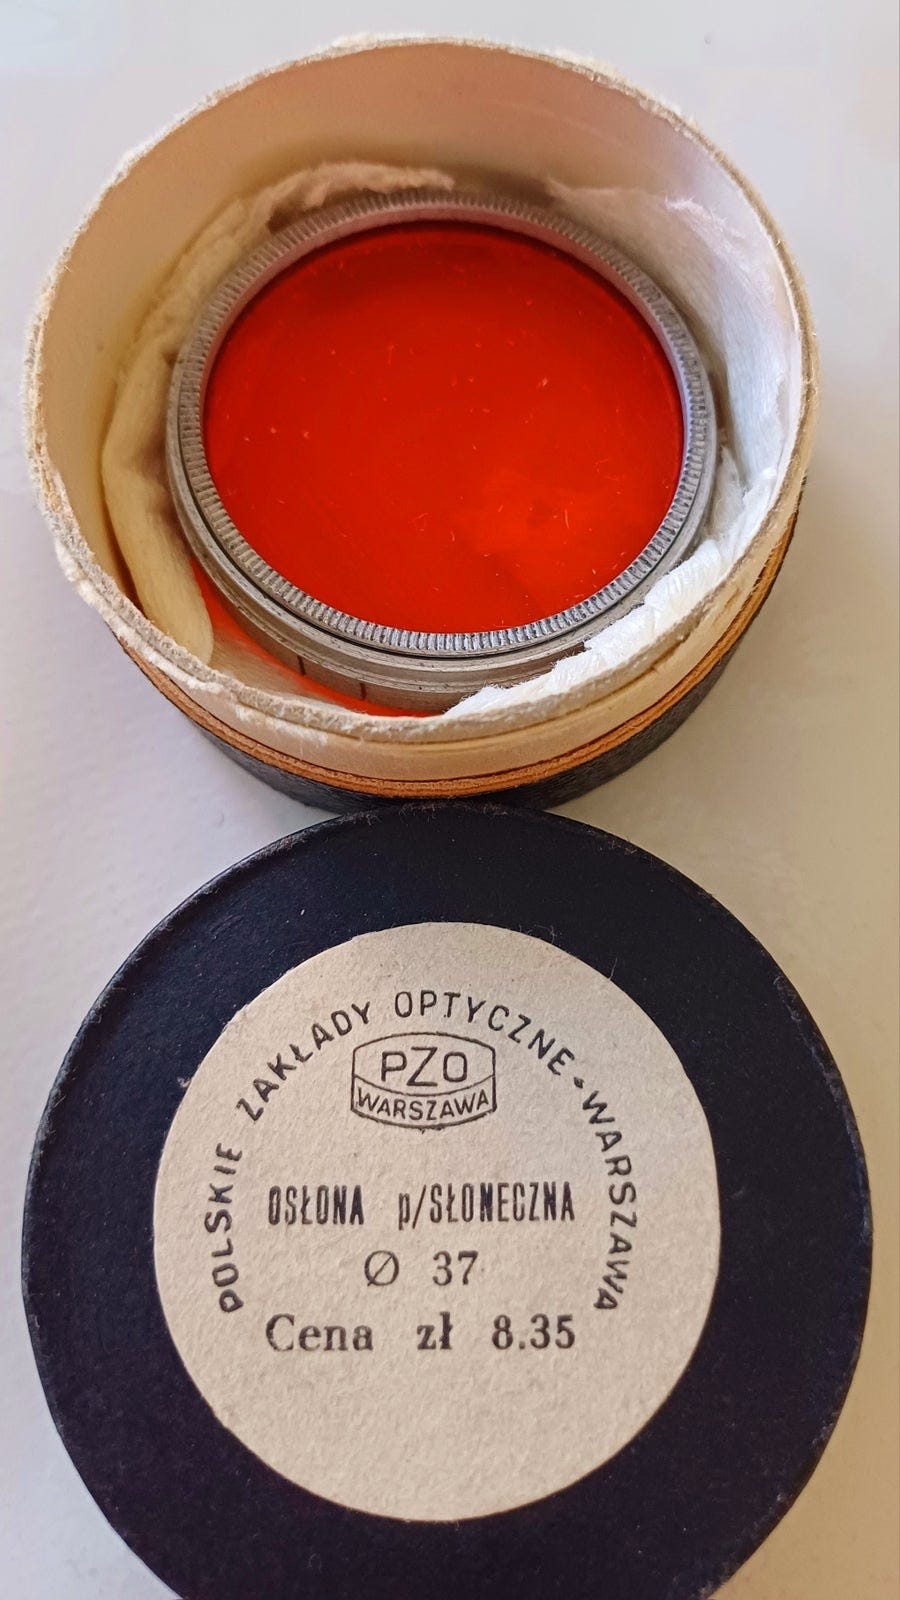 POLSKIE ZAKŁADY OPTYCZNE • WARSZAWA
PZO
WARSZAWA
OSŁONA p/SŁONECZNA
Ø 37
Cena zł 8.35